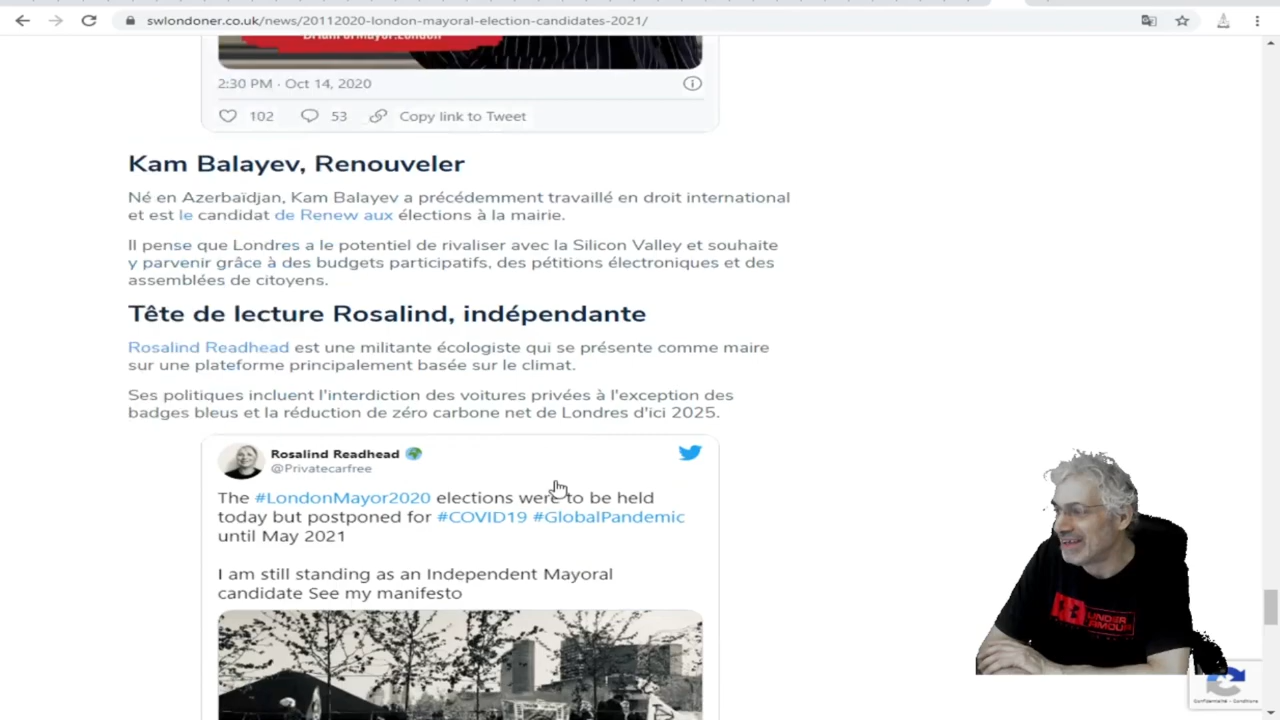 swlondoner.co.uk/news/20112020-london-mayoral-election-candidates-2021/
2:30 PM · Oct 14, 2020
102 53 Copy link to Tweet
Kam Balayev, Renouveler
Né en Azerbaïdjan, Kam Balayev a précédemment travaillé en droit international
et est le candidat de Renew aux élections à la mairie.
Il pense que Londres a le potentiel de rivaliser avec la Silicon Valley et souhaite
y parvenir grâce à des budgets participatifs, des pétitions électroniques et des
assemblées de citoyens.
Tête de lecture Rosalind, indépendante
Rosalind Readhead est une militante écologiste qui se présente comme maire
sur une plateforme principalement basée sur le climat.
Ses politiques incluent l'interdiction des voitures privées à l'exception des
badges bleus et la réduction de zéro carbone net de Londres d'ici 2025.
Rosalind Readhead
@Privatecarfree
The #LondonMayor2020 elections were to be held
today but postponed for #COVID19 #GlobalPandemic
until May 2021
I am still standing as an Independent Mayoral
candidate See my manifesto
UNDER
ARMOUR
Confidentialité - Conditions